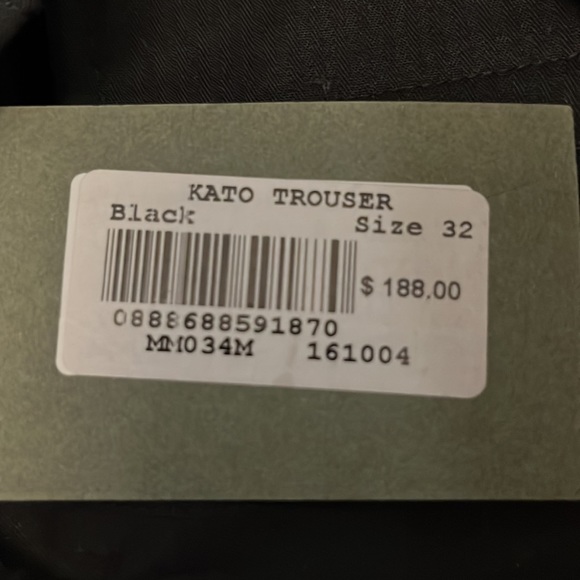 KATO TROUSER
Black Size 32
$ 188.00
0888688591870
MM034M 161004